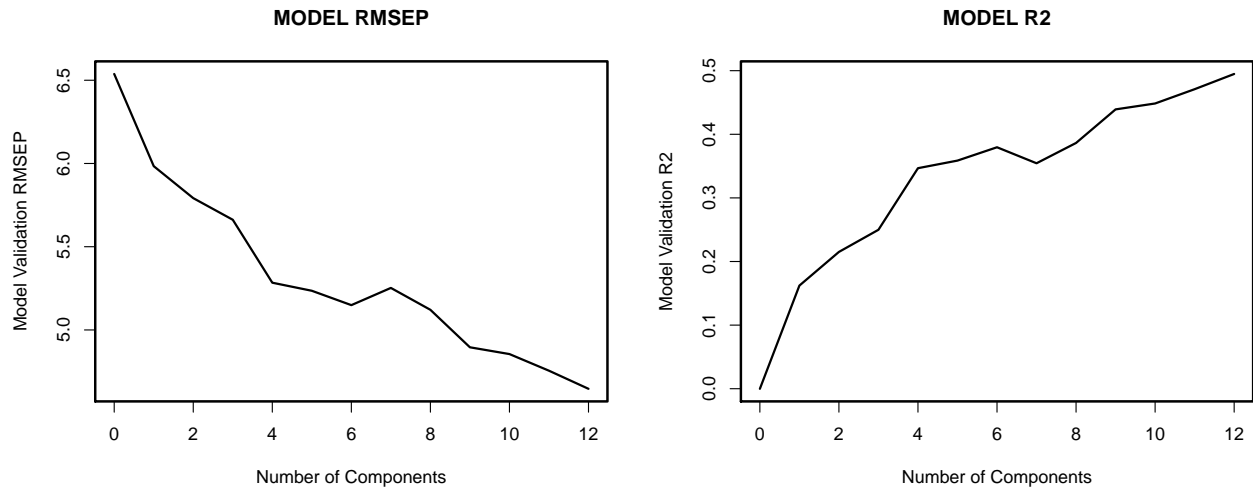 MODEL RMSEP
Model Validation RMSEP
6.5
6.0
5.5
5.0
0 2 4 6 8 10 12
Number of Components
MODEL R2
Model Validation R2
0.5
0.4
0.3
0.2
0.1
0.0
0 2 4 6 8 10 12
Number of Components